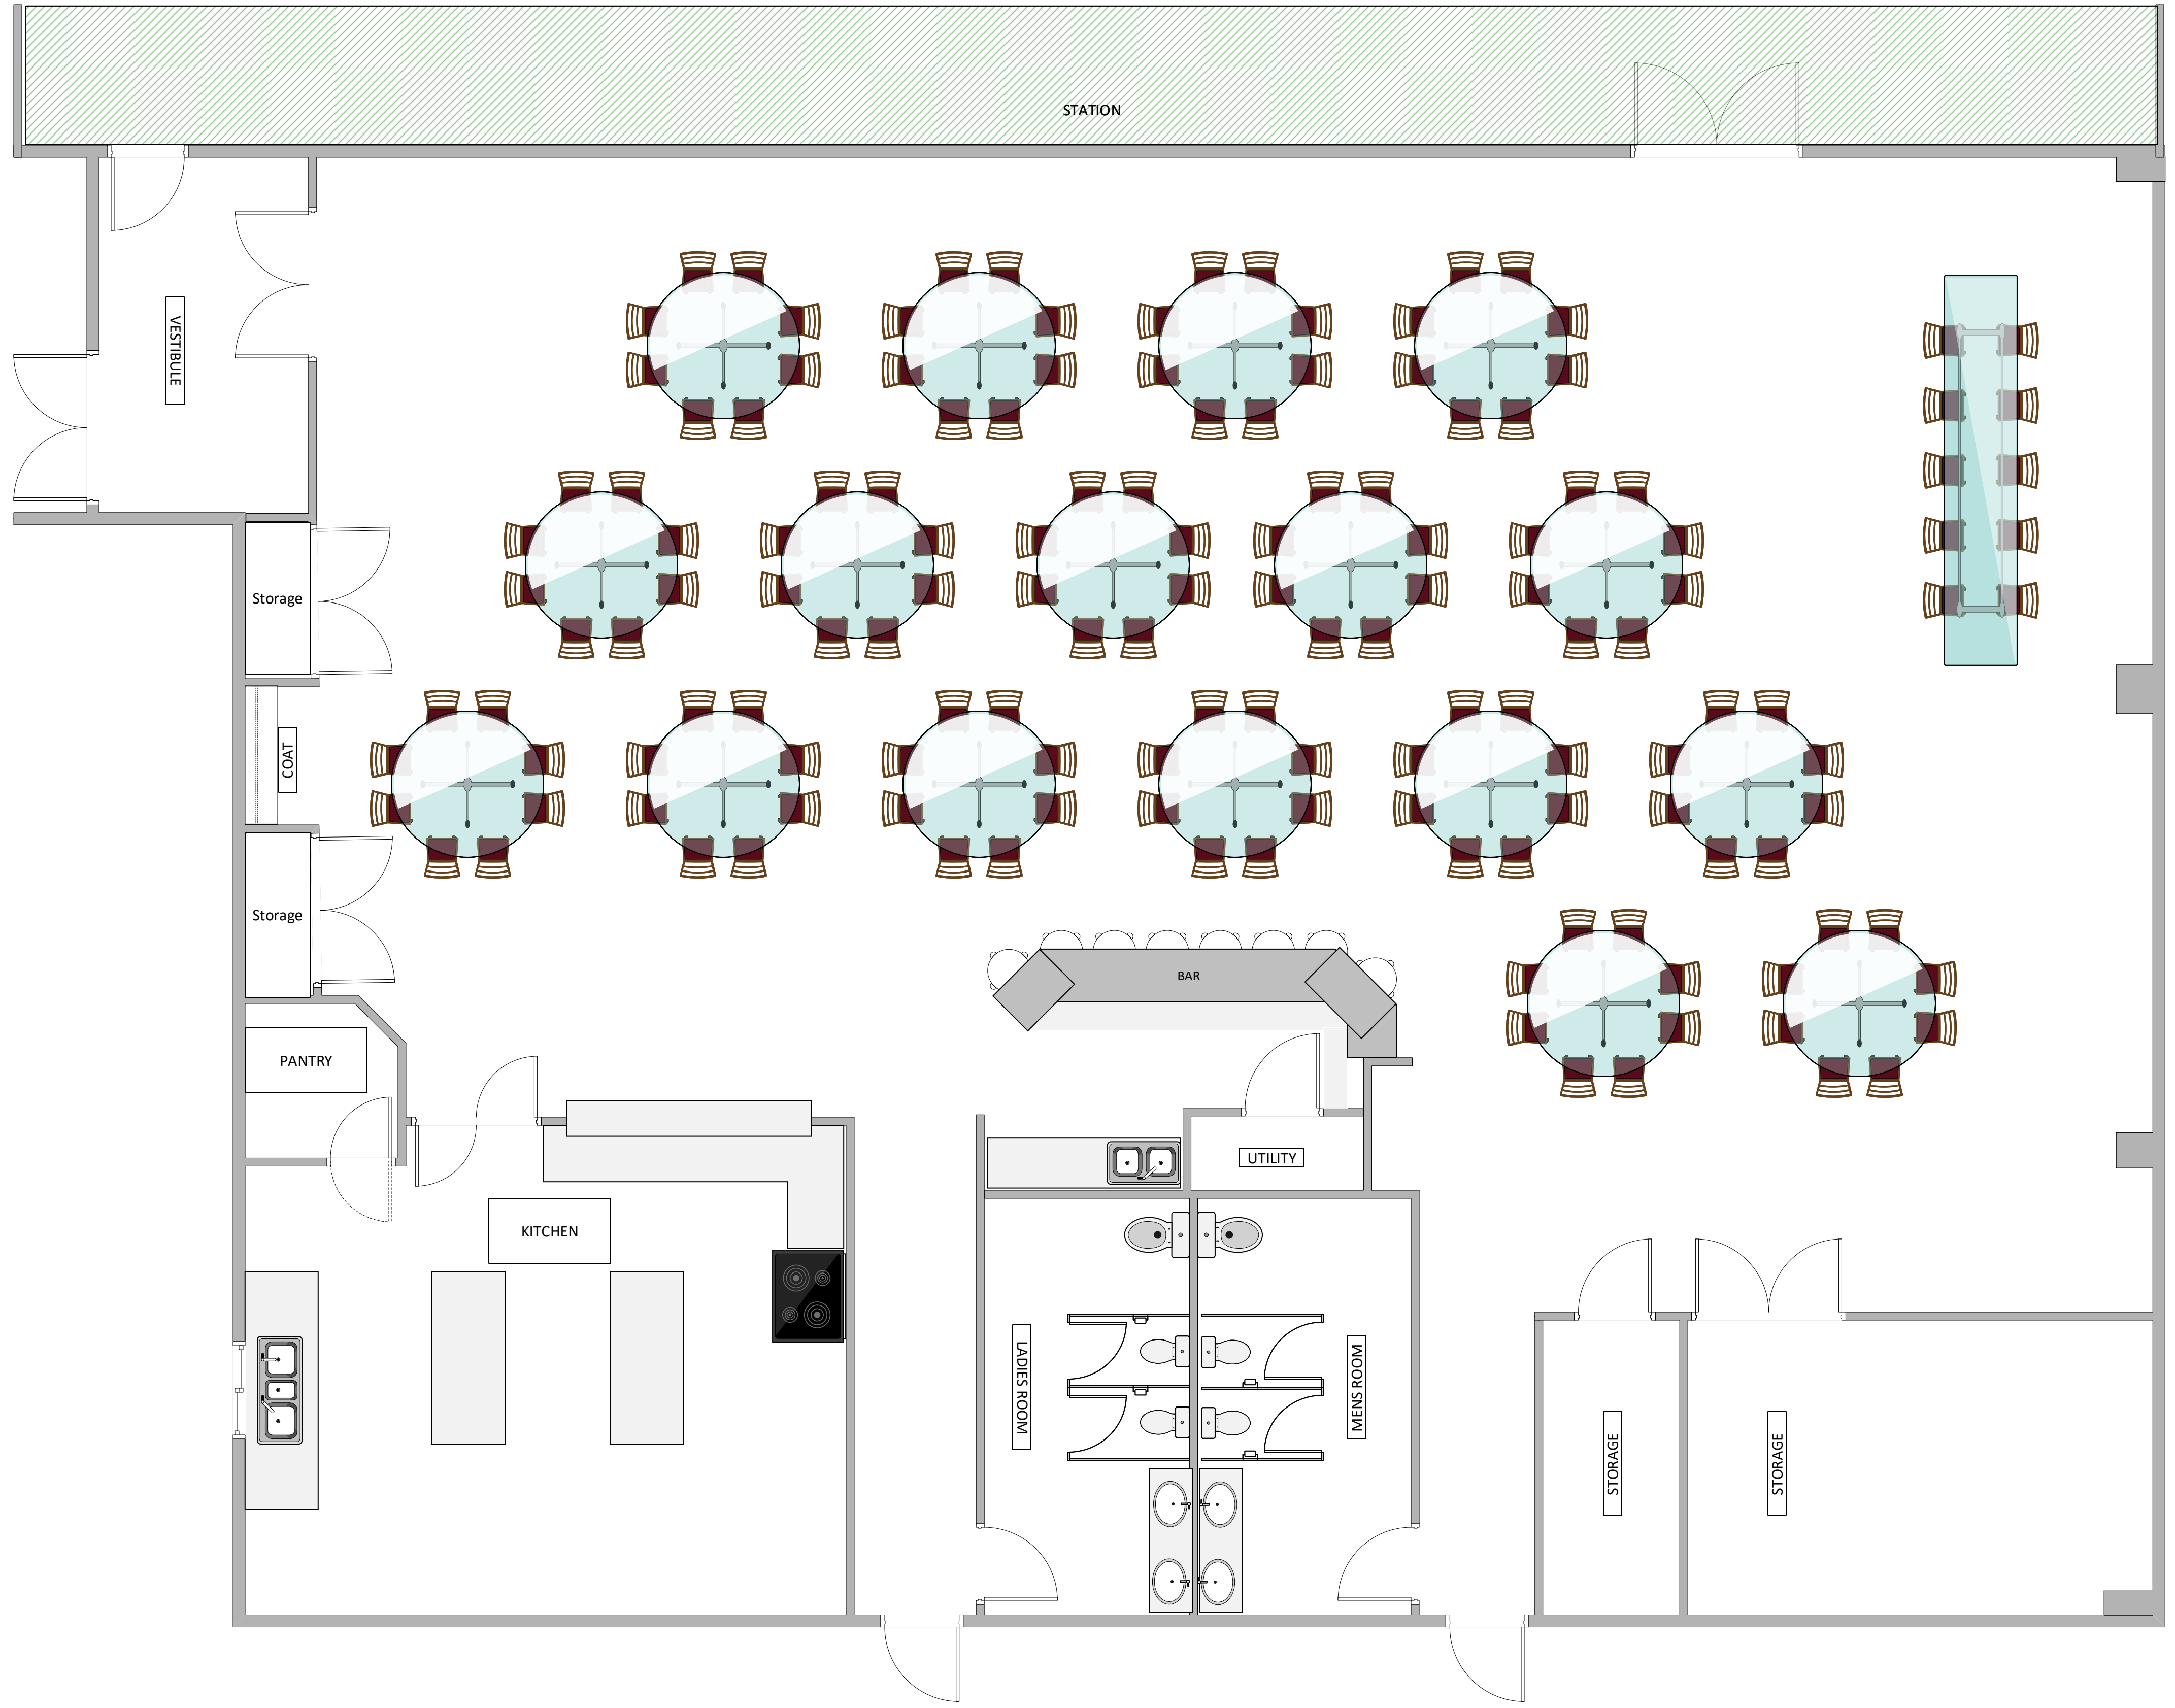 STATION
VESTIBULE
Storage
COAT
Storage
BAR
PANTRY
UTILITY
KITCHEN
LADIES ROOM
MENS ROOM
STORAGE
STORAGE